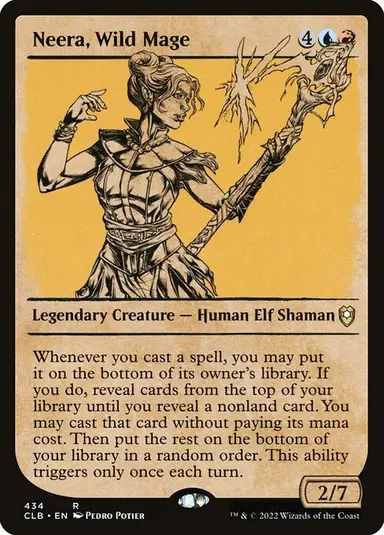 Neera, Wild Mage 4
Legendary Creature — Human Elf Shaman
Whenever you cast a spell, you may put
it on the bottom of its owner's library. If
you do, reveal cards from the top of your
library until you reveal a nonland card. You
may cast that card without paying its mana
cost. Then put the rest on the bottom of
your library in a random order. This ability
triggers only once each turn.
2/7
434 R
CLB • EN Pedro Potier
™ & © 2022 Wizards of the Coast